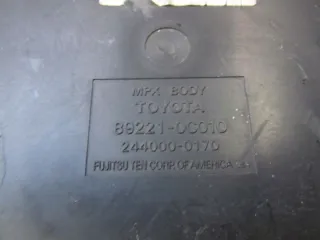 MPX BODY
TOYOTA
89221-0C010
244000-0170
FUJITSU TEN CORP. OF AMERICA